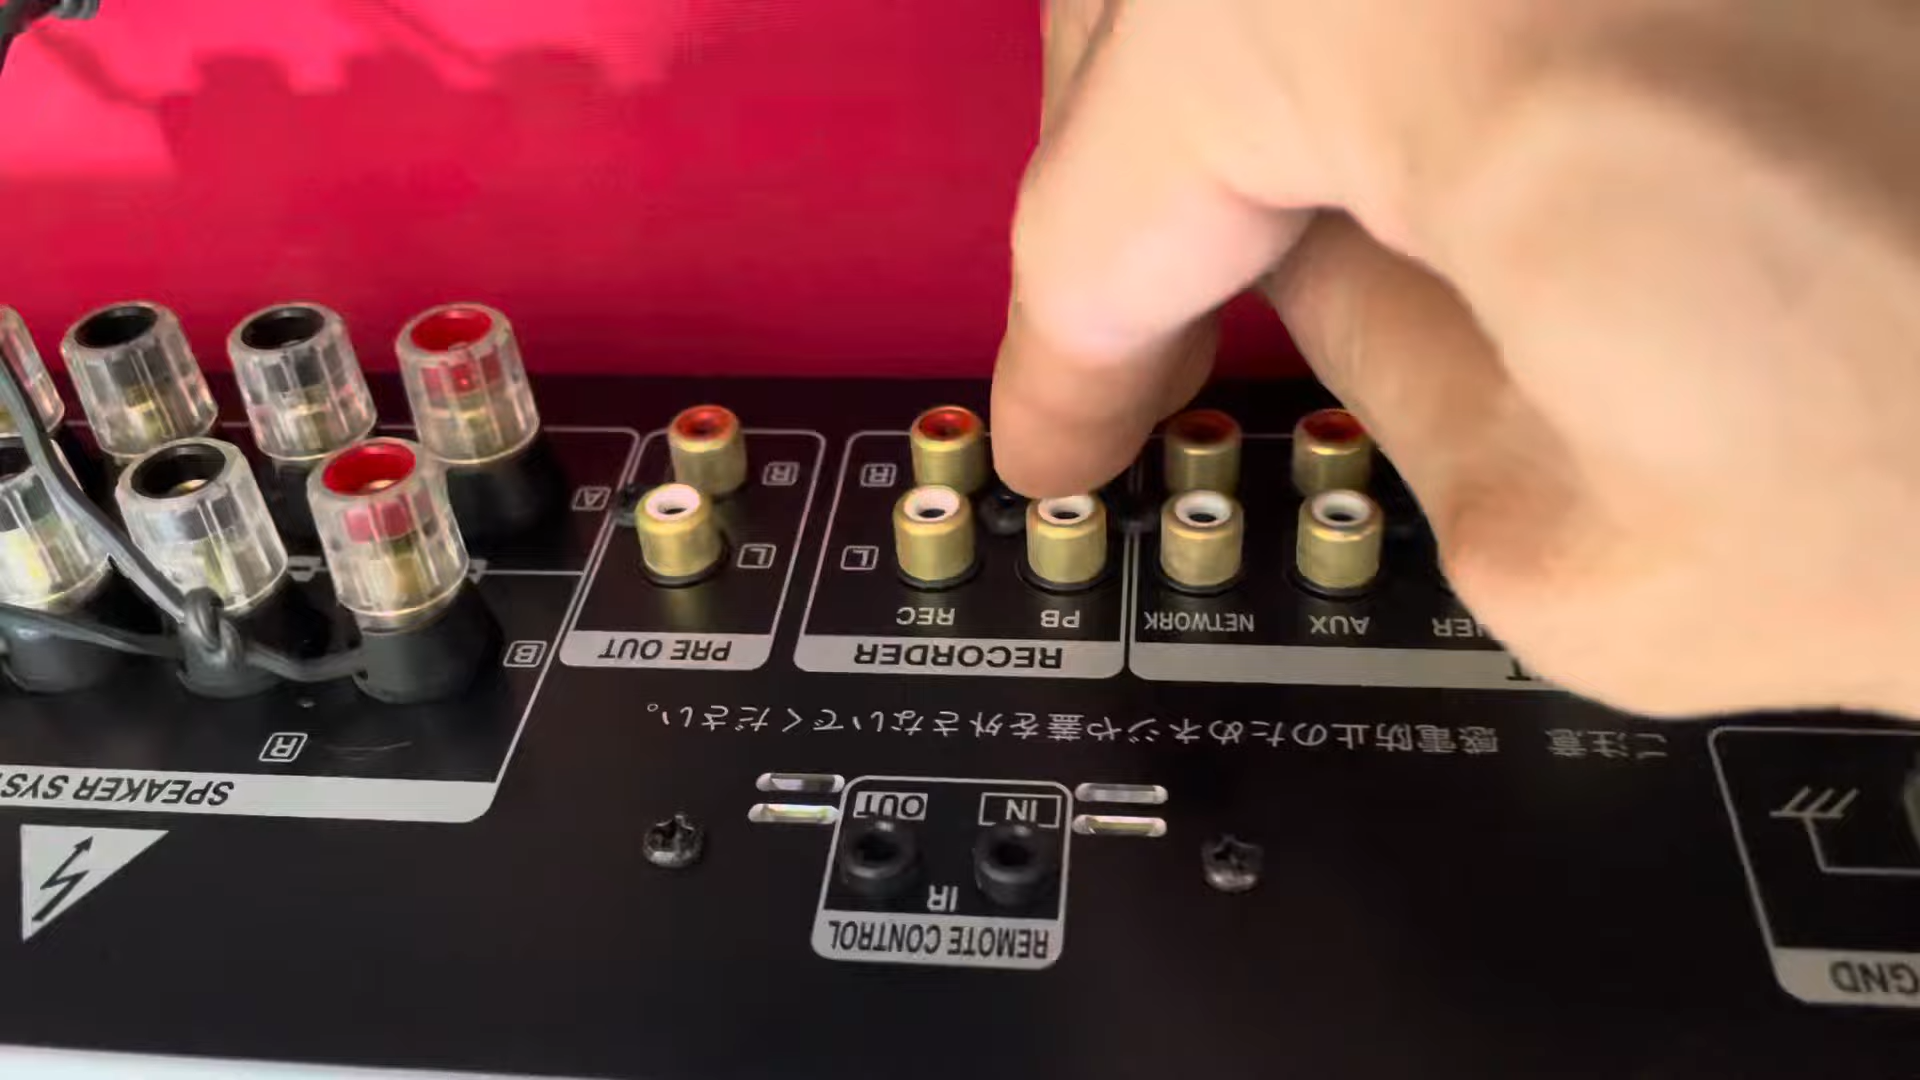 GND
REMOTE CONTROL
IR
IN
OUT
SPEAKER SYS
R
ご注意 感電防止のためネジや蓋を外さないでください。
RECORDER
PRE OUT
AUX
NETWORK
PB
REC
B
L
L
A
R
R